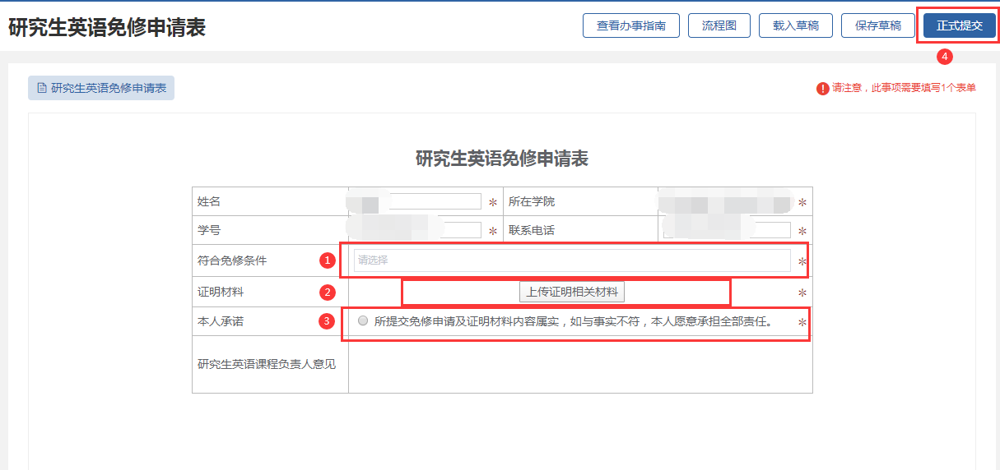 研究生英语免修申请表
查看办事指南 流程图 载入草稿 保存草稿 正式提交
4
研究生英语免修申请表
! 请注意，此事项需要填写1个表单
研究生英语免修申请表
姓名 * 所在学院 *
学号 * 联系电话 *
符合免修条件 1 请选择 *
证明材料 2 上传证明相关材料 *
本人承诺 3 所提交免修申请及证明材料内容属实，如与事实不符，本人愿意承担全部责任。 *
研究生英语课程负责人意见